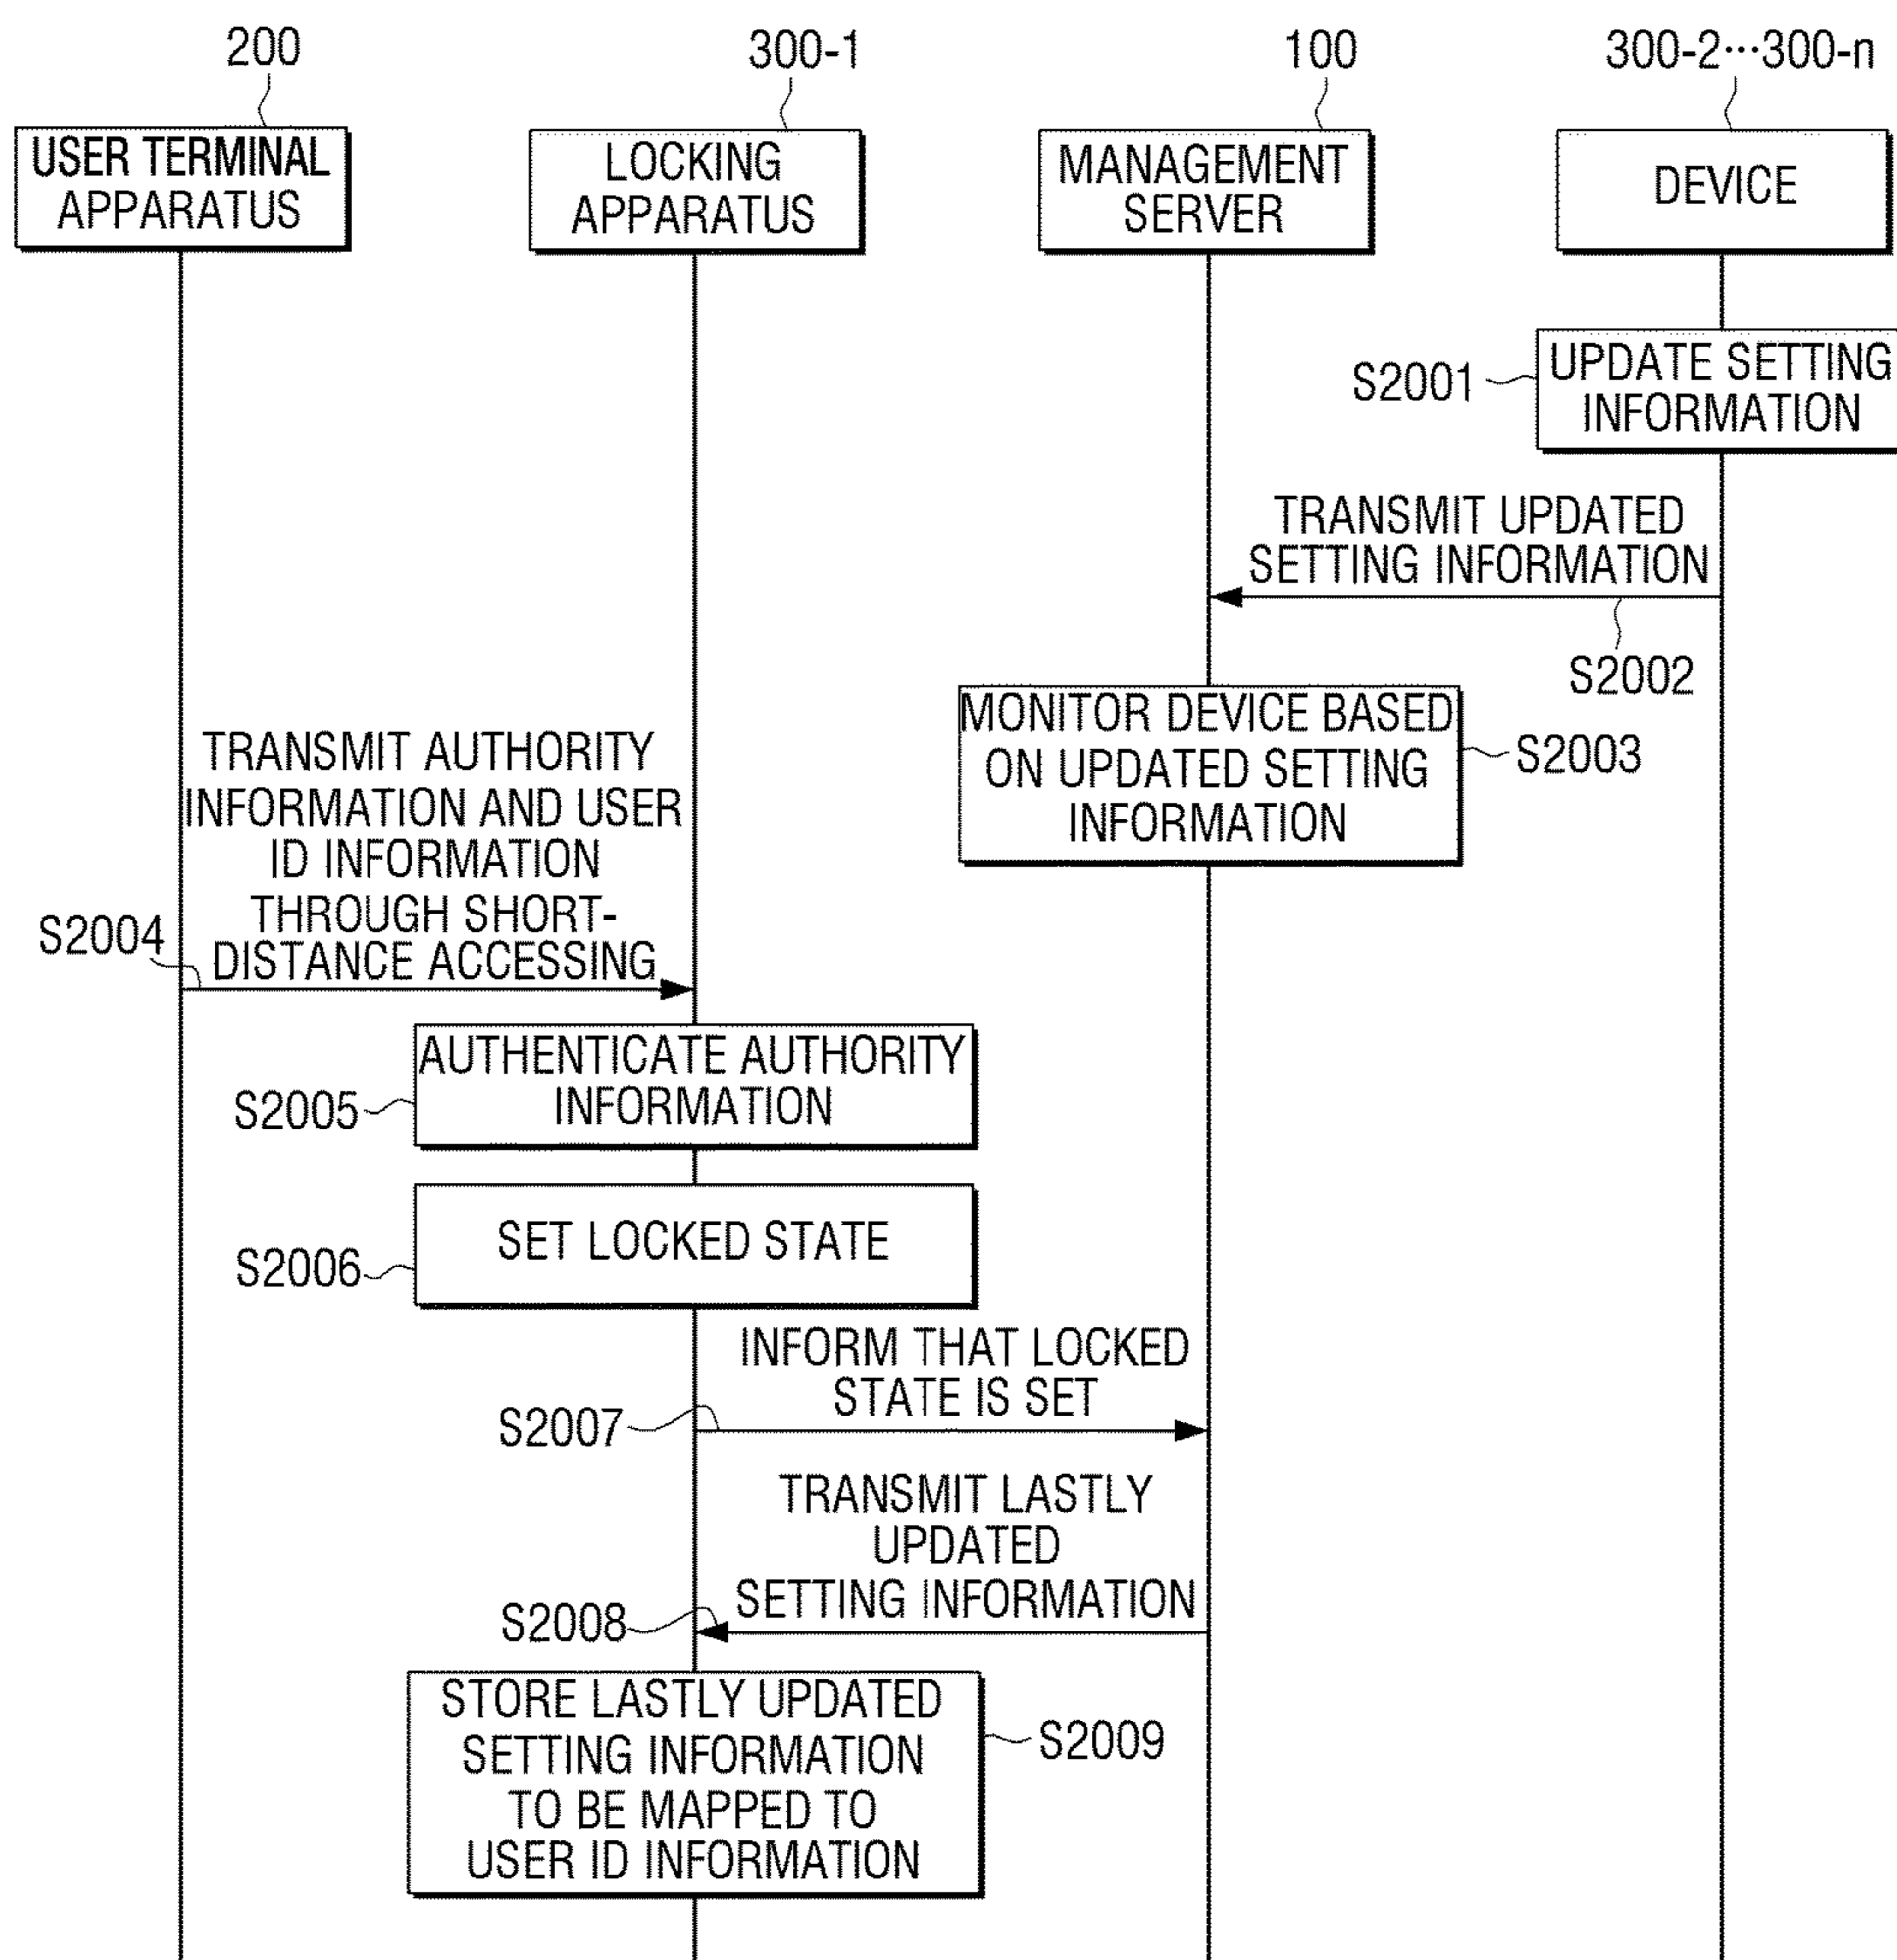 200
300-1
100
300-2···300-n
USER TERMINAL
APPARATUS
LOCKING
APPARATUS
MANAGEMENT
SERVER
DEVICE
S2001
UPDATE SETTING
INFORMATION
TRANSMIT UPDATED
SETTING INFORMATION
S2002
MONITOR DEVICE BASED
ON UPDATED SETTING
INFORMATION
S2003
TRANSMIT AUTHORITY
INFORMATION AND USER
ID INFORMATION
THROUGH SHORT-
DISTANCE ACCESSING
S2004
AUTHENTICATE AUTHORITY
INFORMATION
S2005
SET LOCKED STATE
S2006
INFORM THAT LOCKED
STATE IS SET
S2007
TRANSMIT LASTLY
UPDATED
SETTING INFORMATION
S2008
STORE LASTLY UPDATED
SETTING INFORMATION
TO BE MAPPED TO
USER ID INFORMATION
S2009